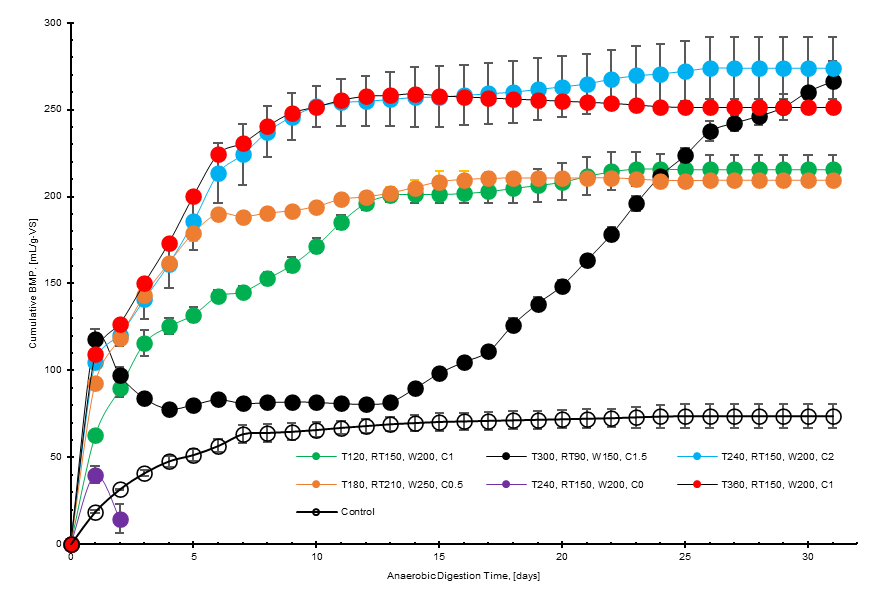 300
250
200
150
100
50
0
Cumulative BMP. [mL/g-VS]
0 5 10 15 20 25 30
Anaerobic Digestion Time, [days]
T120, RT150, W200, C1 T300, RT90, W150, C1.5 T240, RT150, W200, C2
T180, RT210, W250, C0.5 T240, RT150, W200, C0 T360, RT150, W200, C1
Control